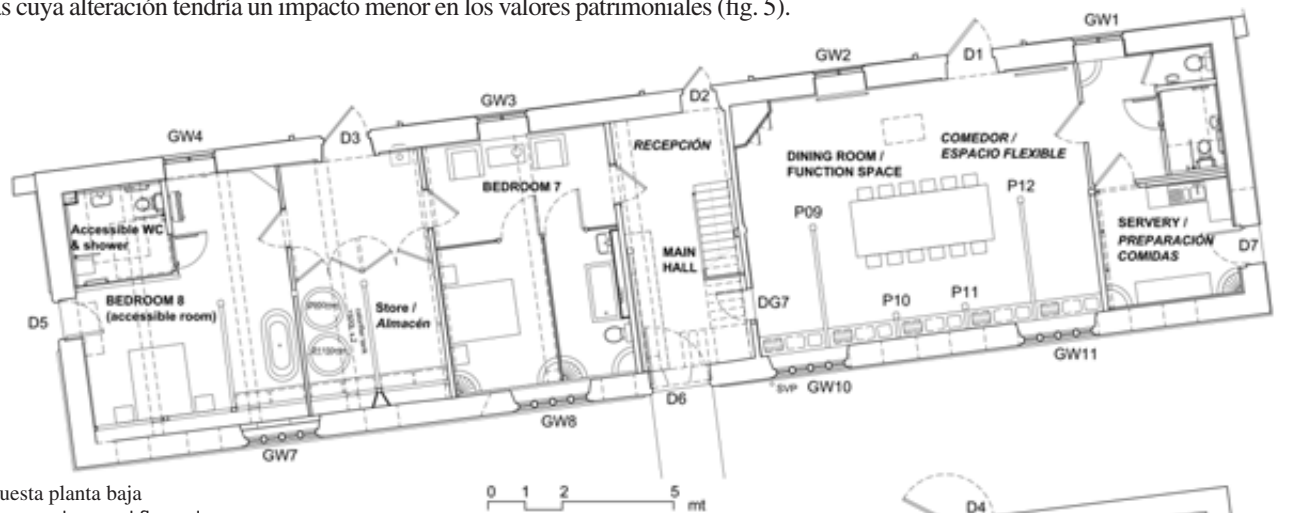 cuya alteración tendría un impacto menor en los valores patrimoniales (fig. 5).
GW1
D1
GW2
D2
GW3
D3
GW4
RECEPCIÓN
DINING ROOM /
FUNCTION SPACE
COMEDOR /
ESPACIO FLEXIBLE
P12
P09
BEDROOM 7
SERVERY /
PREPARACIÓN
COMIDAS
D7
Accessible WC
& shower
MAIN
HALL
BEDROOM 8
(accessible room)
D5
Store /
Almacén
DG7
P10
P11
GW11
SVP
GW10
D6
GW8
GW7
0 1 2 5 mt
planta baja
D4